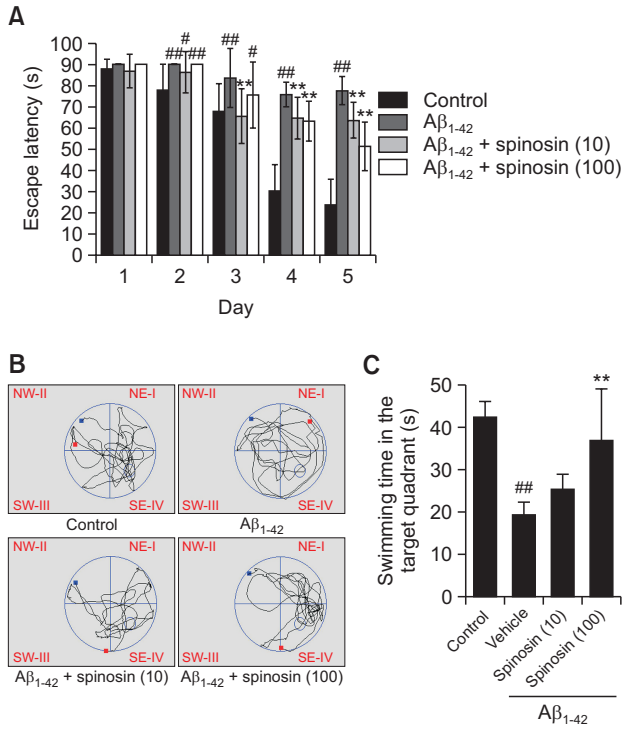 A
Escape latency (s)
100
90
80
70
60
50
40
30
20
10
0
#
## ##
##
#
**
##
**
**
##
**
**
1 2 3 4 5
Day
Control
Aβ1-42
Aβ1-42 + spinosin (10)
Aβ1-42 + spinosin (100)
B
NW-II NE-I
SW-III SE-IV
Control
NW-II NE-I
SW-III SE-IV
Aβ1-42
NW-II NE-I
SW-III SE-IV
Aβ1-42 + spinosin (10)
NW-II NE-I
SW-III SE-IV
Aβ1-42 + spinosin (100)
C
Swimming time in the
target quadrant (s)
50
40
30
20
10
0
##
**
Control
Vehicle
Spinosin (10)
Spinosin (100)
Aβ1-42